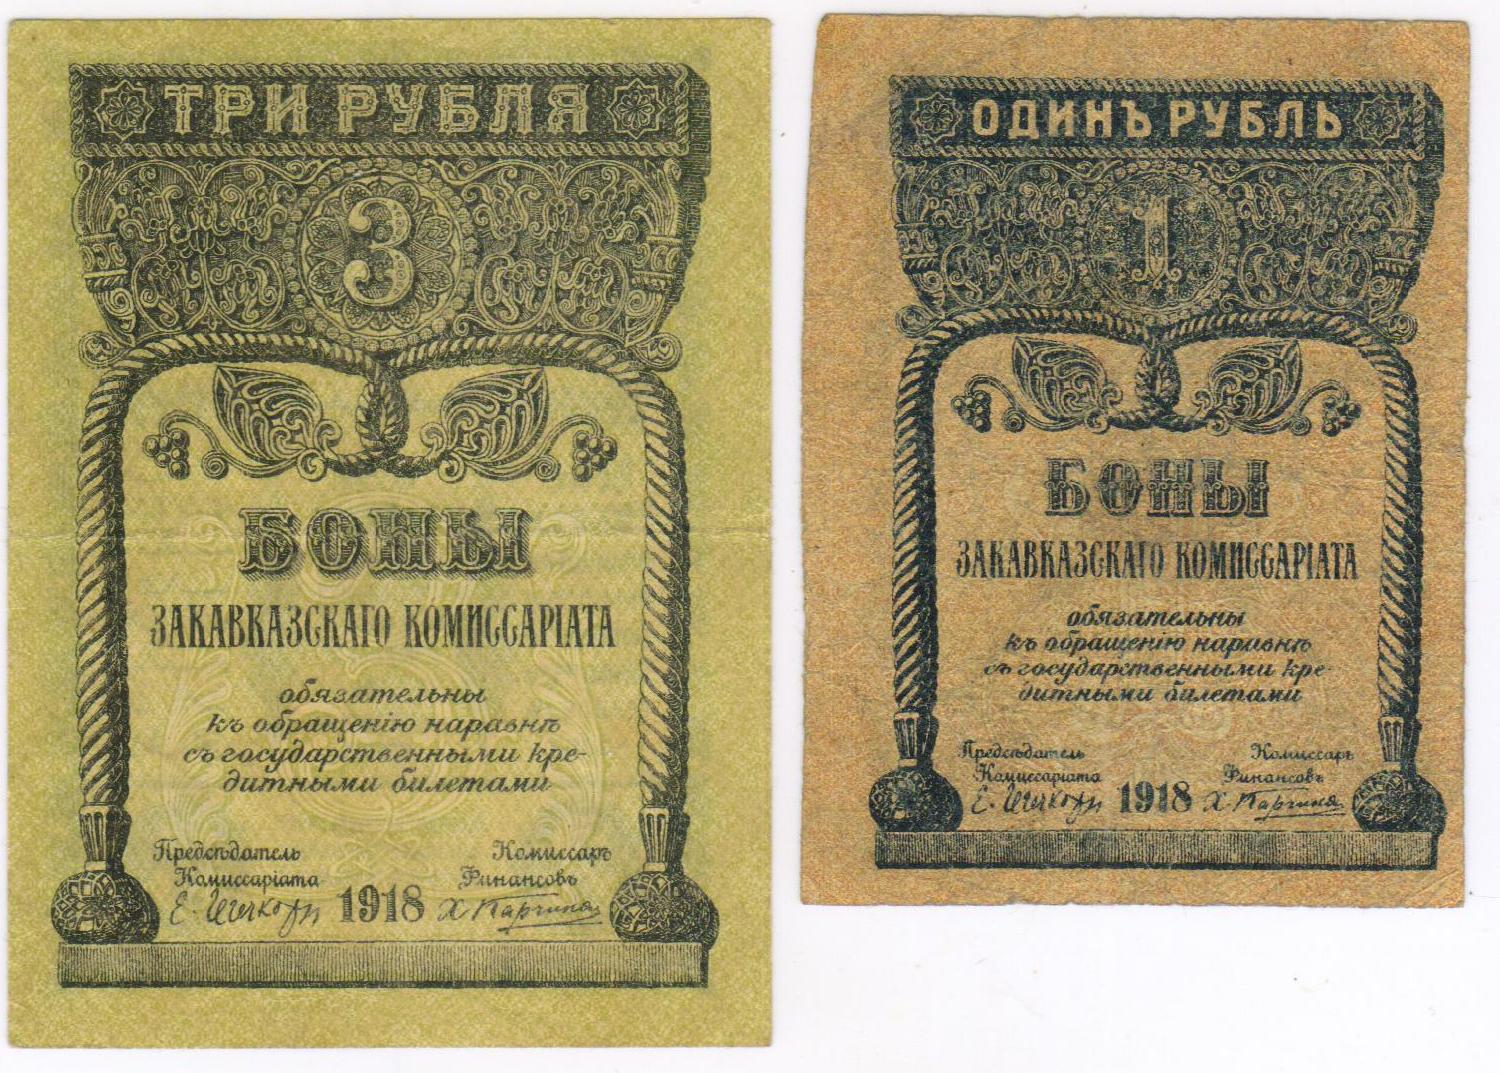 ТРИ РУБЛЯ
3
БОНЫ
ЗАКАВКАЗСКАГО КОМИССАРІАТА
обязательны
къ обращенію наравнѣ
съ государственными кре-
дитными билетами
Предсѣдатель
Комиссаріата
Комиссаръ
Финансовъ
1918
ОДИНЪ РУБЛЬ
1
БОНЫ
ЗАКАВКАЗСКАГО КОМИССАРІАТА
обязательны
къ обращенію наравнѣ
съ государственными кре-
дитными билетами
Предсѣдатель
Комиссаріата
Комиссаръ
Финансовъ
1918